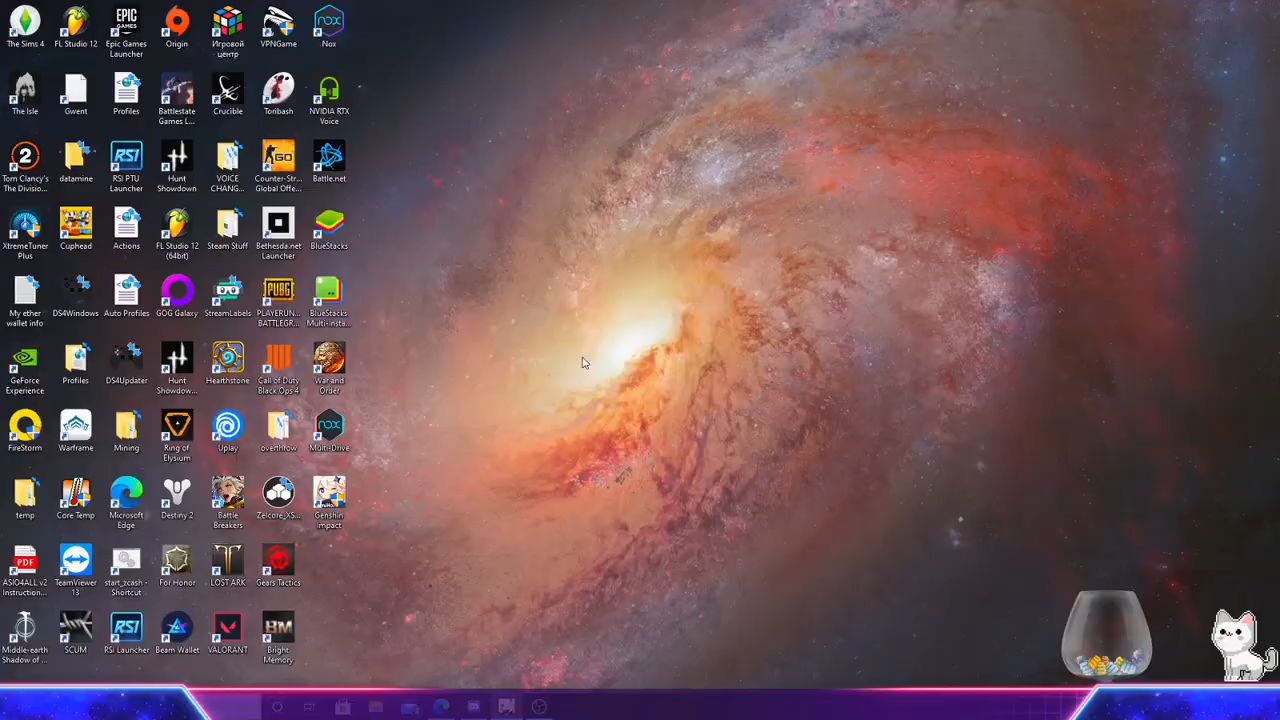 The Sims 4
FL Studio 12
Epic Games
Launcher
Origin
Игровой
центр
VPNGame
Nox
The Isle
Gwent
Profiles
Battlestate
Games L...
Crucible
Toribash
NVIDIA RTX
Voice
Tom Clancy's
The Divisio...
datamine
RSI PTU
Launcher
Hunt
Showdown
VOICE
CHANG...
Counter-Str...
Global Offe...
Battle.net
XtremeTuner
Plus
Cuphead
Actions
FL Studio 12
(64bit)
Steam Stuff
Bethesda.net
Launcher
BlueStacks
My ether
wallet info
DS4Windows
Auto Profiles
GOG Galaxy
StreamLabels
PLAYERUN...
BATTLEGR...
BlueStacks
Multi-Insta...
GeForce
Experience
Profiles
DS4Updater
Hunt
Showdow...
Hearthstone
Call of Duty
Black Ops 4
War and
Order
FireStorm
Warframe
Mining
Ring of
Elysium
Uplay
overthrow
Multi-Drive
temp
Core Temp
Microsoft
Edge
Destiny 2
Battle
Breakers
Zelcore_XS...
Genshin
Impact
ASIO4ALL v2
Instruction...
TeamViewer
13
start_zcash -
Shortcut
For Honor
LOST ARK
Gears Tactics
Middle-earth
Shadow of ...
SCUM
RSI Launcher
Beam Wallet
VALORANT
Bright
Memory